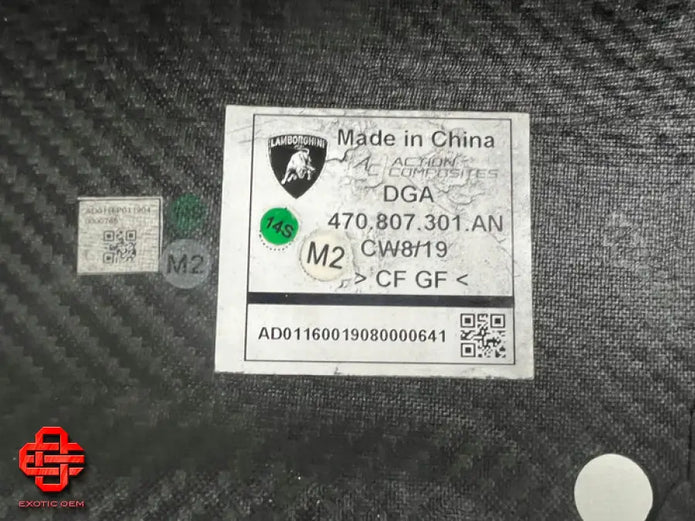 LAMBORGHINI
Made in China
AC ACTION
COMPOSITES
DGA
470.807.301.AN
14S
M2
CW8/19
> CF GF <
AD01160019080000641
M2
EXOTIC OEM